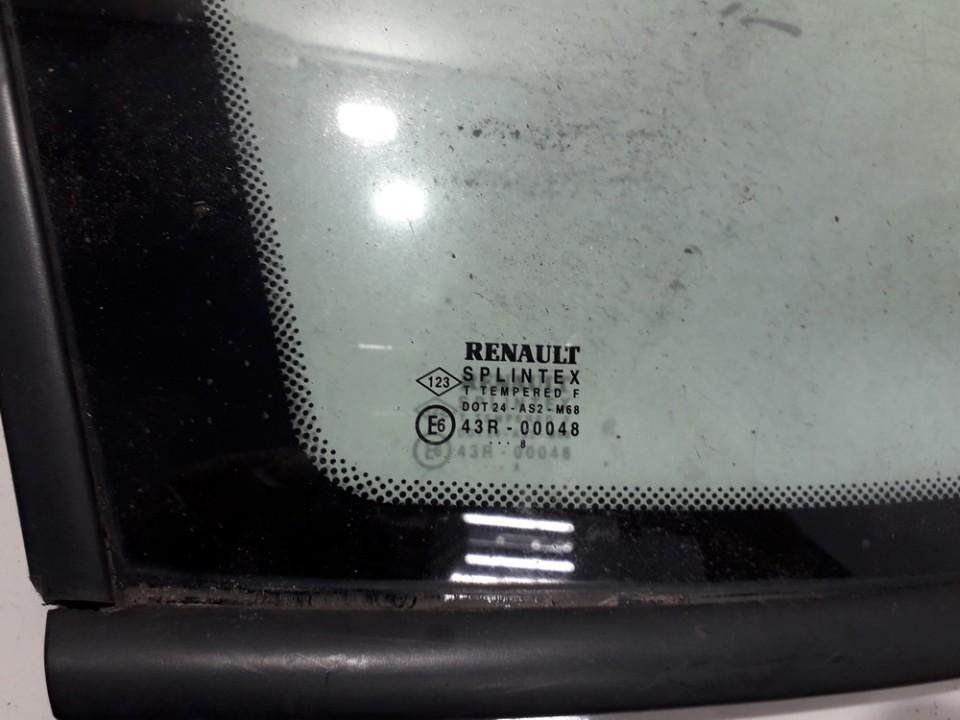 RENAULT
123 SPLINTEX
T TEMPERED F
DOT 24 - AS2 - M68
E6 43R - 00048
... 8